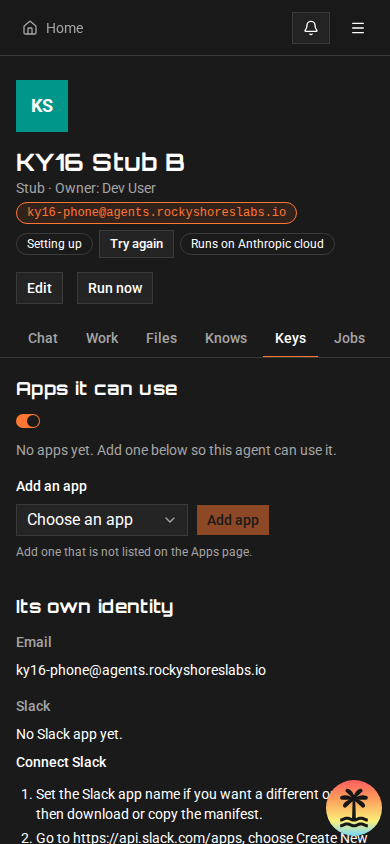 Home
KS
KY16 Stub B
Stub · Owner: Dev User
ky16-phone@agents.rockyshoreslabs.io
Setting up Try again Runs on Anthropic cloud
Edit Run now
Chat Work Files Knows Keys Jobs
Apps it can use
No apps yet. Add one below so this agent can use it.
Add an app
Choose an app Add app
Add one that is not listed on the Apps page.
Its own identity
Email
ky16-phone@agents.rockyshoreslabs.io
Slack
No Slack app yet.
Connect Slack
1. Set the Slack app name if you want a different
then download or copy the manifest.
2. Go to https://api.slack.com/apps, choose Create New